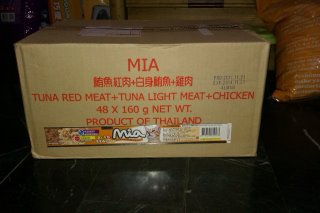 MIA
鮪魚紅肉+白身鮪魚+雞肉
TUNA RED MEAT+TUNA LIGHT MEAT+CHICKEN
48 X 160 g NET WT.
PRODUCT OF THAILAND
Mia